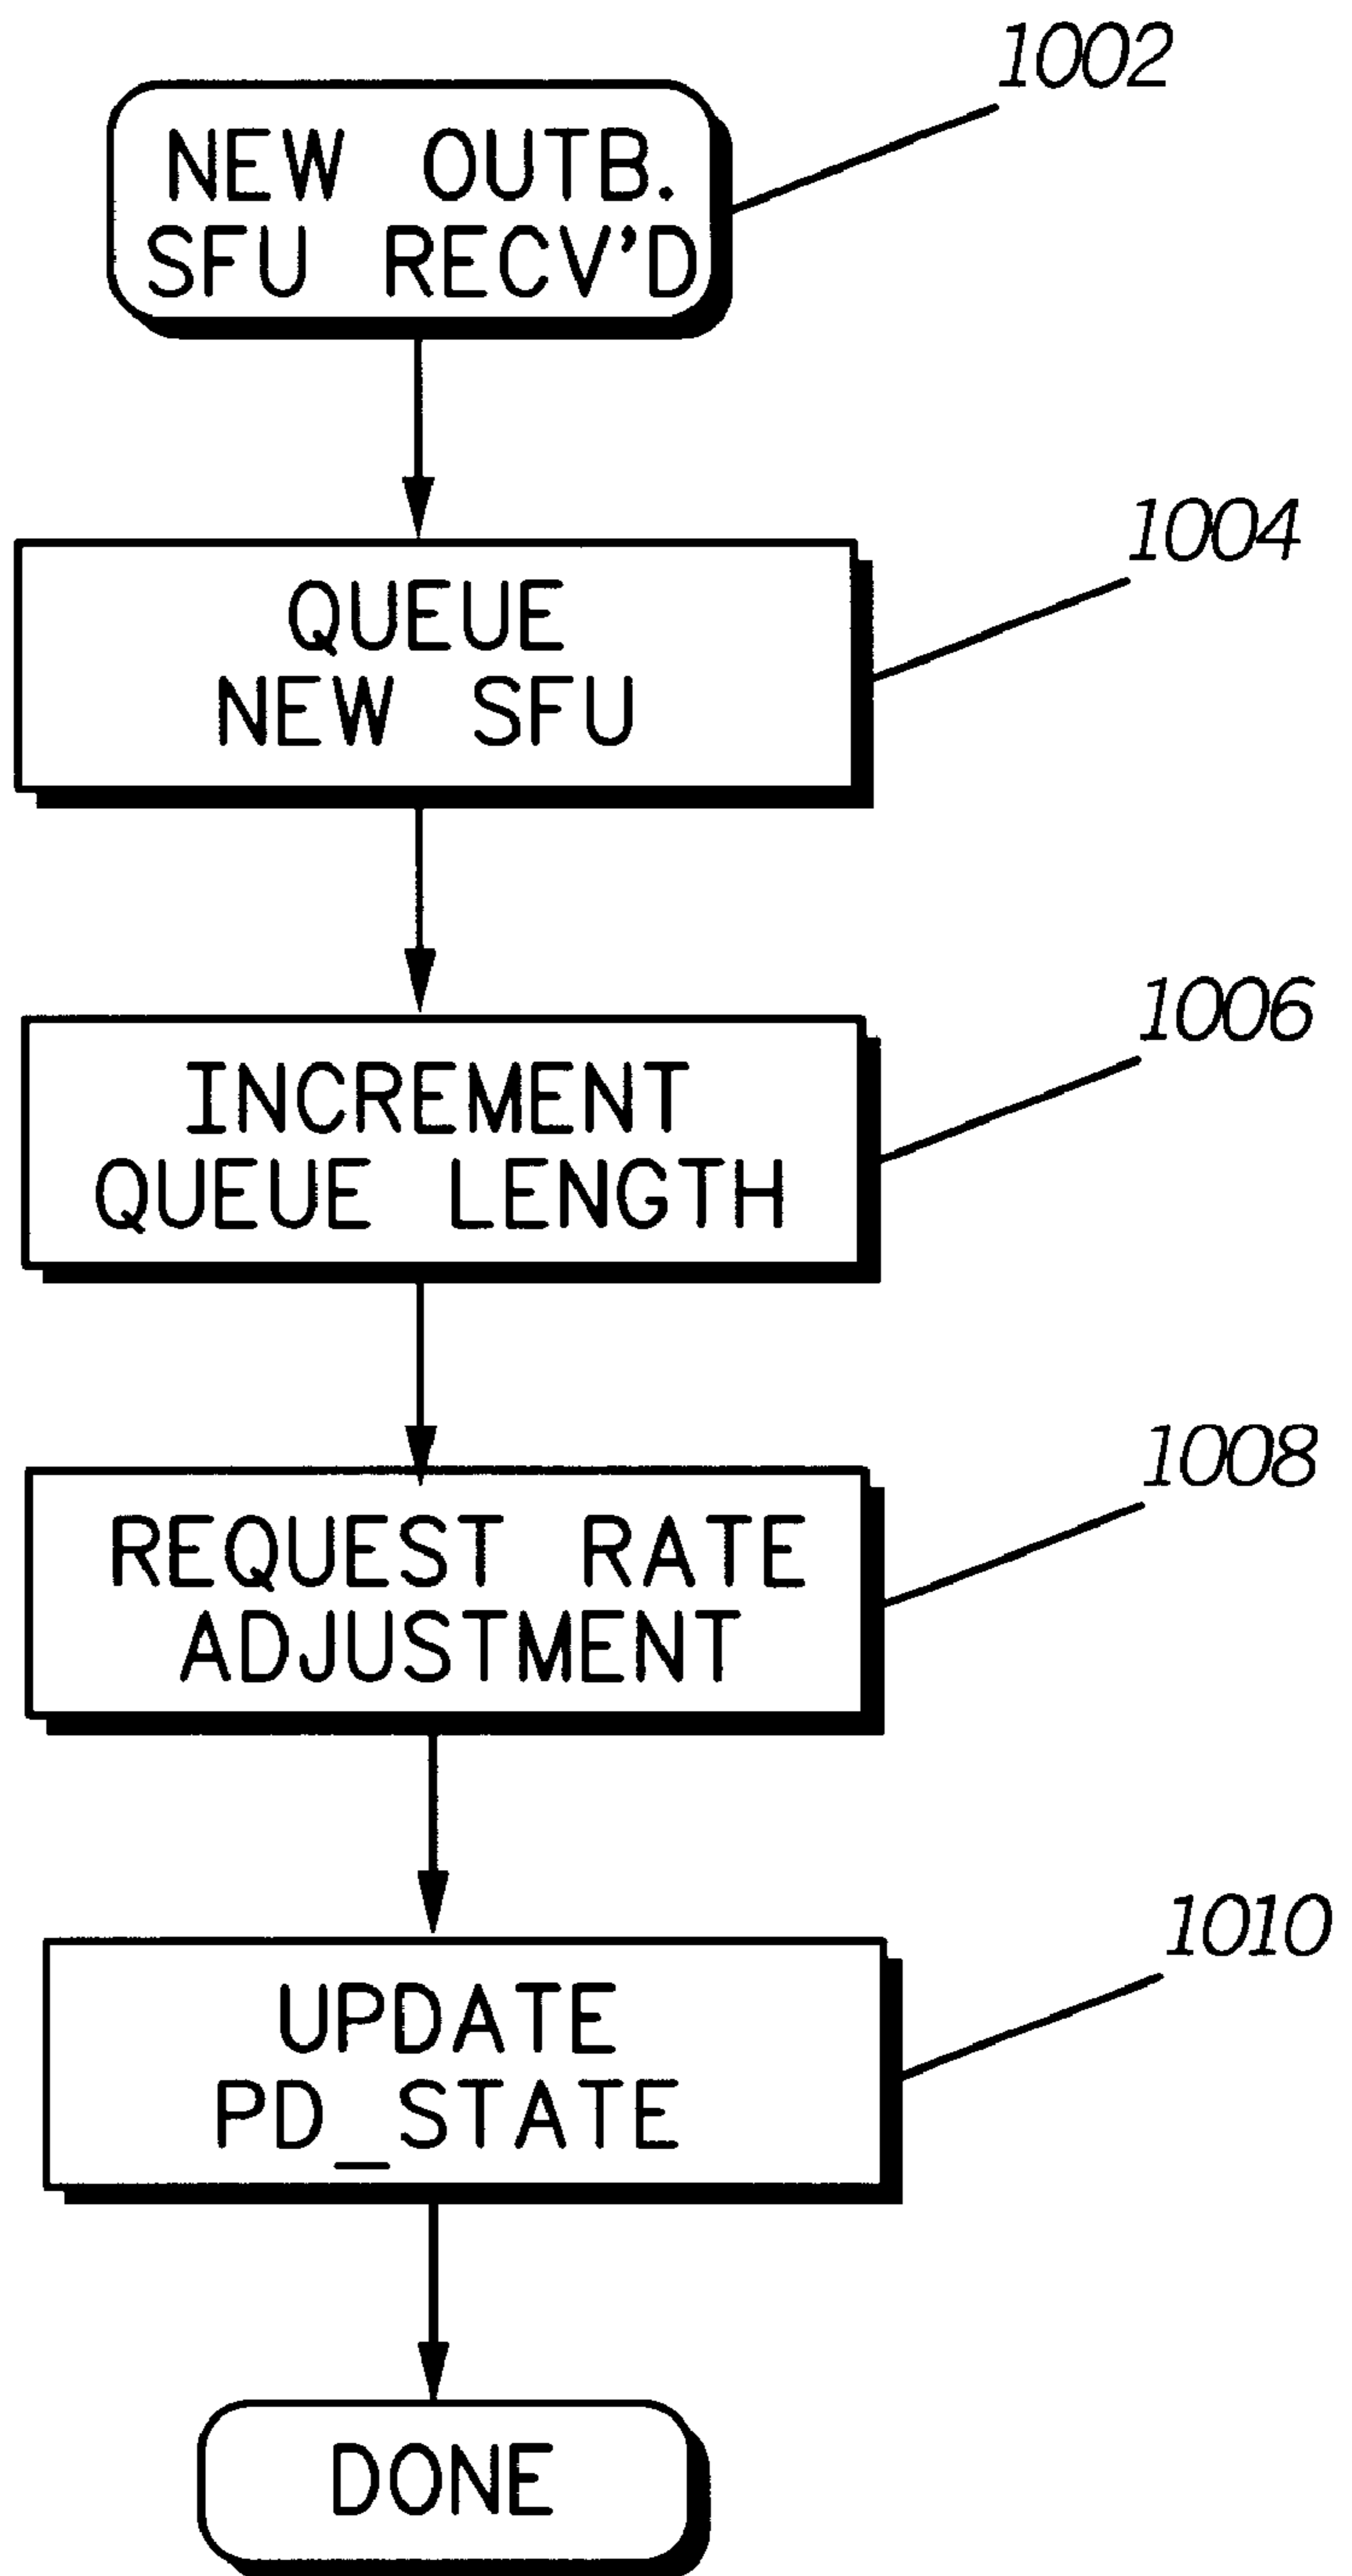 1002
NEW OUTB.
SFU RECV'D
1004
QUEUE
NEW SFU
1006
INCREMENT
QUEUE LENGTH
1008
REQUEST RATE
ADJUSTMENT
1010
UPDATE
PD_STATE
DONE